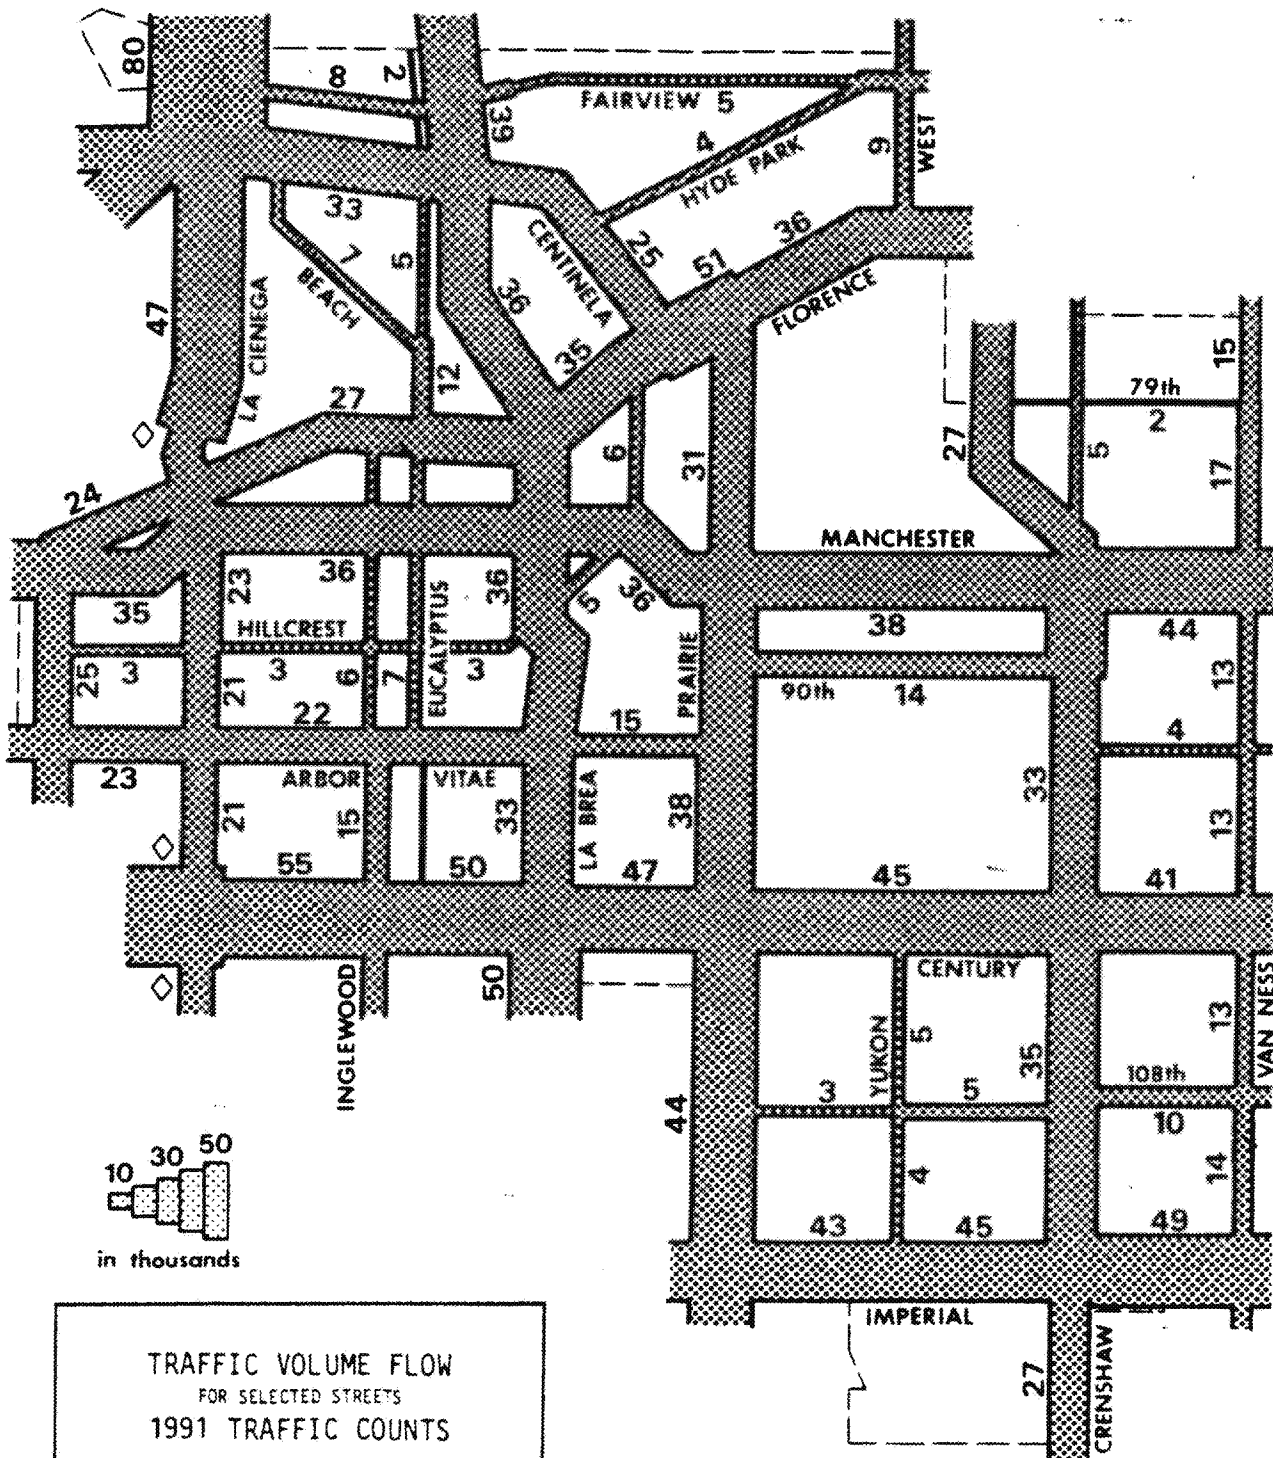 80
8
2
39
FAIRVIEW 5
4
HYDE PARK
9
WEST
33
7
5
BEACH
36
CENTINELA
25
51
36
FLORENCE
35
47
LA CIENEGA
12
27
24
6
31
27
79th
2
5
15
17
MANCHESTER
23
36
EUCALYPTUS
36
5
36
35
HILLCREST
38
44
25
3
21
3
6
7
3
PRAIRIE
90th
14
13
22
15
4
23
ARBOR
VITAE
21
15
33
LA BREA
38
33
13
55
50
47
45
41
INGLEWOOD
50
CENTURY
YUKON
5
35
13
VAN NESS
108th
44
3
5
10
4
14
43
45
49
10
30
50
in thousands
IMPERIAL
27
CRENSHAW
TRAFFIC VOLUME FLOW
FOR SELECTED STREETS
1991 TRAFFIC COUNTS